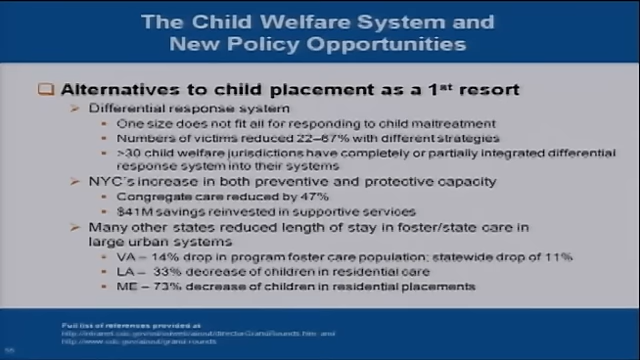 The Child Welfare System and
New Policy Opportunities
Alternatives to child placement as a 1st resort
Differential response system
One size does not fit all for responding to child maltreatment
Numbers of victims reduced 22–87% with different strategies
>30 child welfare jurisdictions have completely or partially integrated differential
response system into their systems
NYC's increase in both preventive and protective capacity
Congregate care reduced by 47%
$41M savings reinvested in supportive services
Many other states reduced length of stay in foster/state care in
large urban systems
VA – 14% drop in program foster care population; statewide drop of 11%
LA – 33% decrease of children in residential care
ME – 73% decrease of children in residential placements
Full list of references provided at